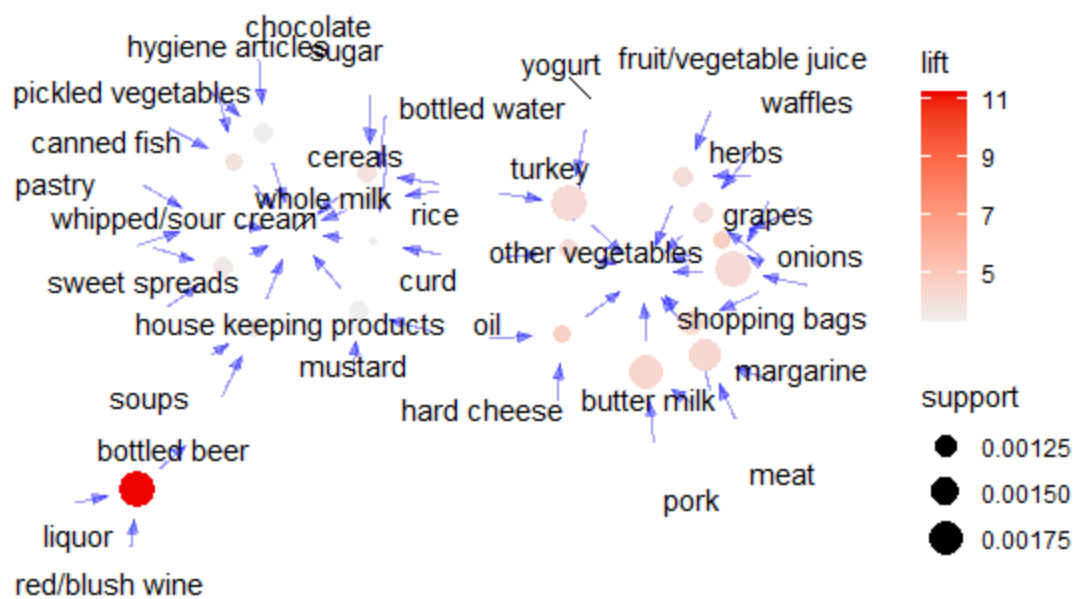 chocolate
hygiene articles
sugar
yogurt
fruit/vegetable juice
lift
pickled vegetables
bottled water
waffles
11
canned fish
cereals
turkey
herbs
9
pastry
whole milk
whipped/sour cream
rice
grapes
7
other vegetables
onions
sweet spreads
curd
5
house keeping products
oil
shopping bags
mustard
margarine
soups
hard cheese
butter milk
support
bottled beer
0.00125
meat
pork
0.00150
liquor
0.00175
red/blush wine